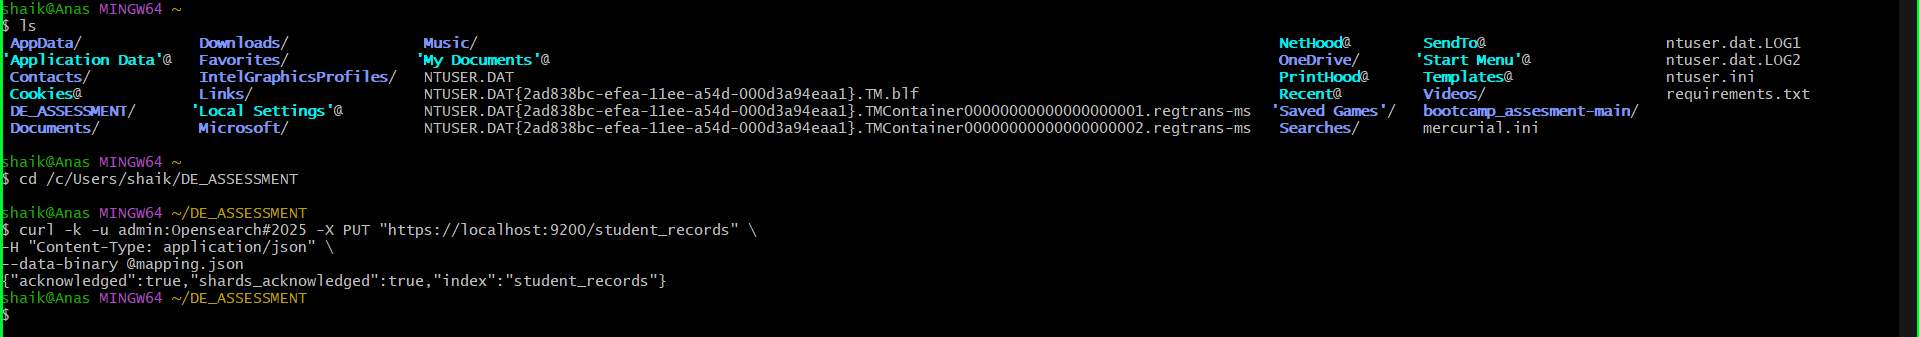 shaik@Anas MINGW64 ~
$ ls
AppData/ Downloads/ Music/ NetHood@ SendTo@ ntuser.dat.LOG1
'Application Data'@ Favorites/ 'My Documents'@ OneDrive/ 'Start Menu'@ ntuser.dat.LOG2
Contacts/ IntelGraphicsProfiles/ NTUSER.DAT PrintHood@ Templates@ ntuser.ini
Cookies@ Links/ NTUSER.DAT{2ad838bc-efea-11ee-a54d-000d3a94eaa1}.TM.blf Recent@ Videos/ requirements.txt
DE_ASSESSMENT/ 'Local Settings'@ NTUSER.DAT{2ad838bc-efea-11ee-a54d-000d3a94eaa1}.TMContainer00000000000000000001.regtrans-ms 'Saved Games'/ bootcamp_assesment-main/
Documents/ Microsoft/ NTUSER.DAT{2ad838bc-efea-11ee-a54d-000d3a94eaa1}.TMContainer00000000000000000002.regtrans-ms Searches/ mercurial.ini
shaik@Anas MINGW64 ~
$ cd /c/Users/shaik/DE_ASSESSMENT
shaik@Anas MINGW64 ~/DE_ASSESSMENT
$ curl -k -u admin:Opensearch#2025 -X PUT "https://localhost:9200/student_records" \
-H "Content-Type: application/json" \
--data-binary @mapping.json
{"acknowledged":true,"shards_acknowledged":true,"index":"student_records"}
shaik@Anas MINGW64 ~/DE_ASSESSMENT
$